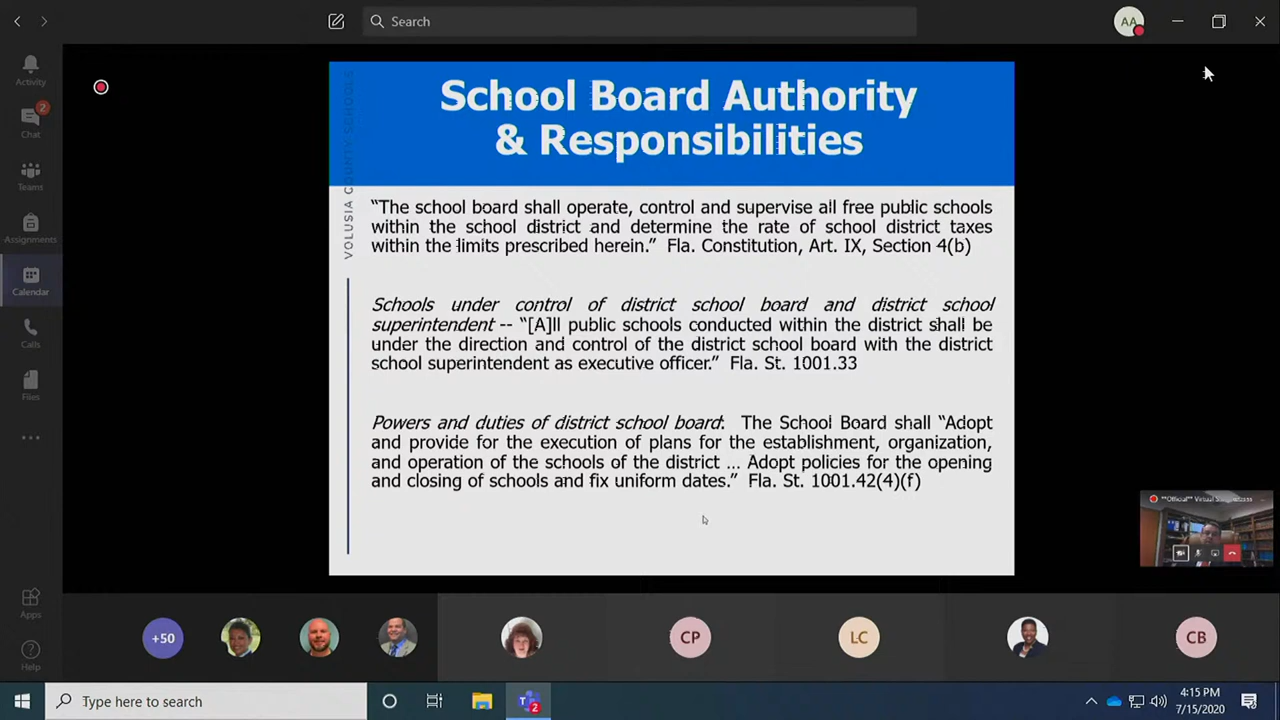 Search
AA
Activity
2
Chat
Teams
Assignments
Calendar
Calls
Files
Apps
Help
VOLUSIA COUNTY SCHOOLS
School Board Authority
& Responsibilities
“The school board shall operate, control and supervise all free public schools
within the school district and determine the rate of school district taxes
within the limits prescribed herein.” Fla. Constitution, Art. IX, Section 4(b)
Schools under control of district school board and district school
superintendent -- “[A]ll public schools conducted within the district shall be
under the direction and control of the district school board with the district
school superintendent as executive officer.” Fla. St. 1001.33
Powers and duties of district school board: The School Board shall “Adopt
and provide for the execution of plans for the establishment, organization,
and operation of the schools of the district ... Adopt policies for the opening
and closing of schools and fix uniform dates.” Fla. St. 1001.42(4)(f)
**Official** Virtual
+50
CP
LC
CB
Type here to search
2
4:15 PM
7/15/2020